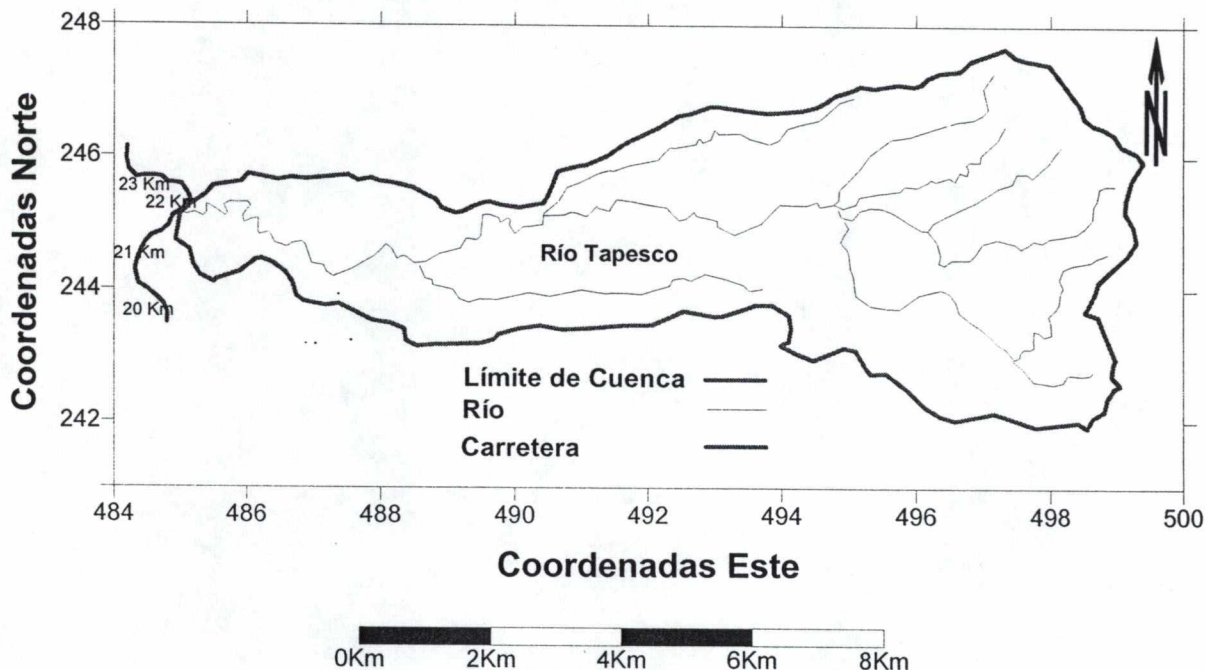 248
246
244
242
Coordenadas Norte
23 Km
22 Km
21 Km
20 Km
Río Tapesco
N
Límite de Cuenca
Río
Carretera
484 486 488 490 492 494 496 498 500
Coordenadas Este
0Km 2Km 4Km 6Km 8Km